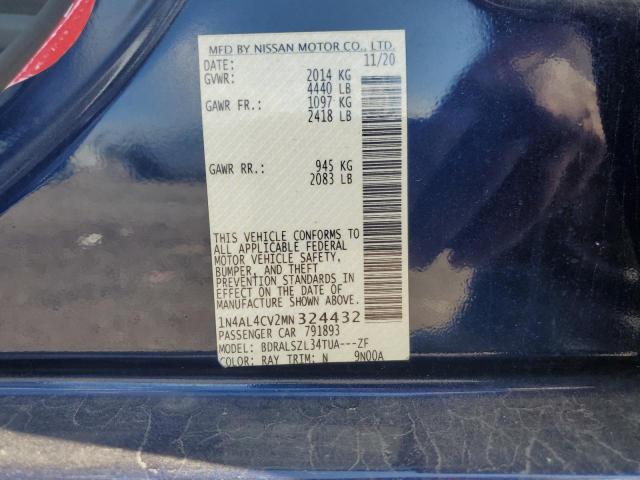 MFD BY NISSAN MOTOR CO., LTD.
DATE: 11/20
GVWR: 2014 KG
4440 LB
GAWR FR.: 1097 KG
2418 LB
GAWR RR.: 945 KG
2083 LB
THIS VEHICLE CONFORMS TO
ALL APPLICABLE FEDERAL
MOTOR VEHICLE SAFETY,
BUMPER, AND THEFT
PREVENTION STANDARDS IN
EFFECT ON THE DATE OF
MANUFACTURE SHOWN ABOVE.
1N4AL4CV2MN324432
PASSENGER CAR 791893
MODEL: BDRALSZL34TUA---ZF
COLOR: RAY TRIM: N 9N00A